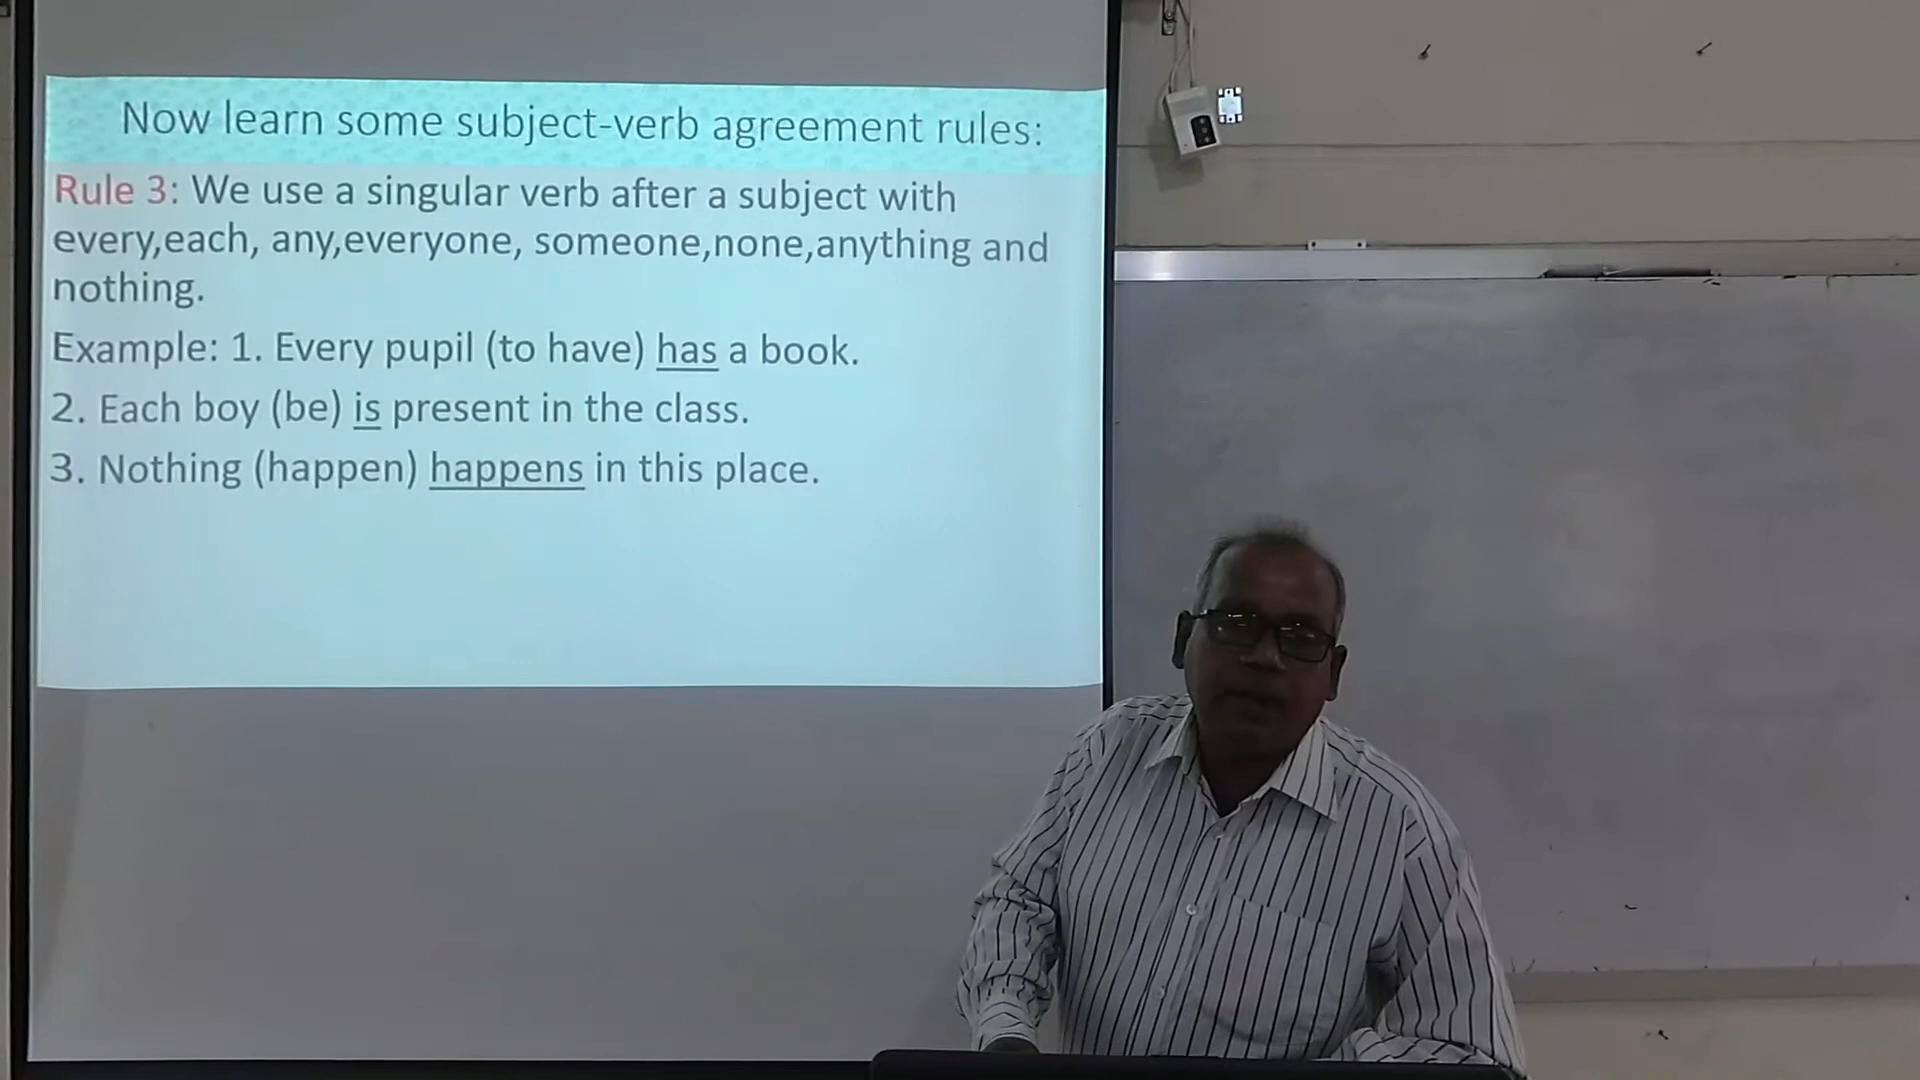 Now learn some subject-verb agreement rules:
Rule 3: We use a singular verb after a subject with
every,each, any,everyone, someone,none,anything and
nothing.
Example: 1. Every pupil (to have) has a book.
2. Each boy (be) is present in the class.
3. Nothing (happen) happens in this place.